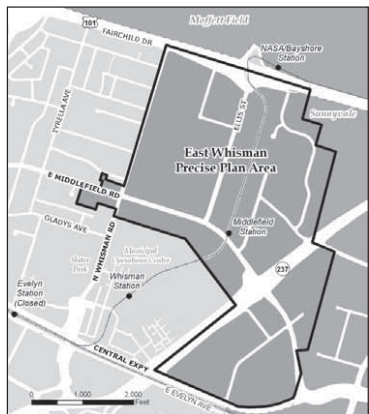 Moffett Field
101
FAIRCHILD DR
NASA/Bayshore
Station
TYRELLA AVE
ELLIS ST
Sunnyvale
East Whisman
Precise Plan Area
E MIDDLEFIELD RD
GLADYS AVE
N WHISMAN RD
Middlefield
Station
Municipal
Operations Center
Slater
Park
237
Whisman
Station
Evelyn
Station
(Closed)
CENTRAL EXPY
E EVELYN AVE
0 1,000 2,000
Feet